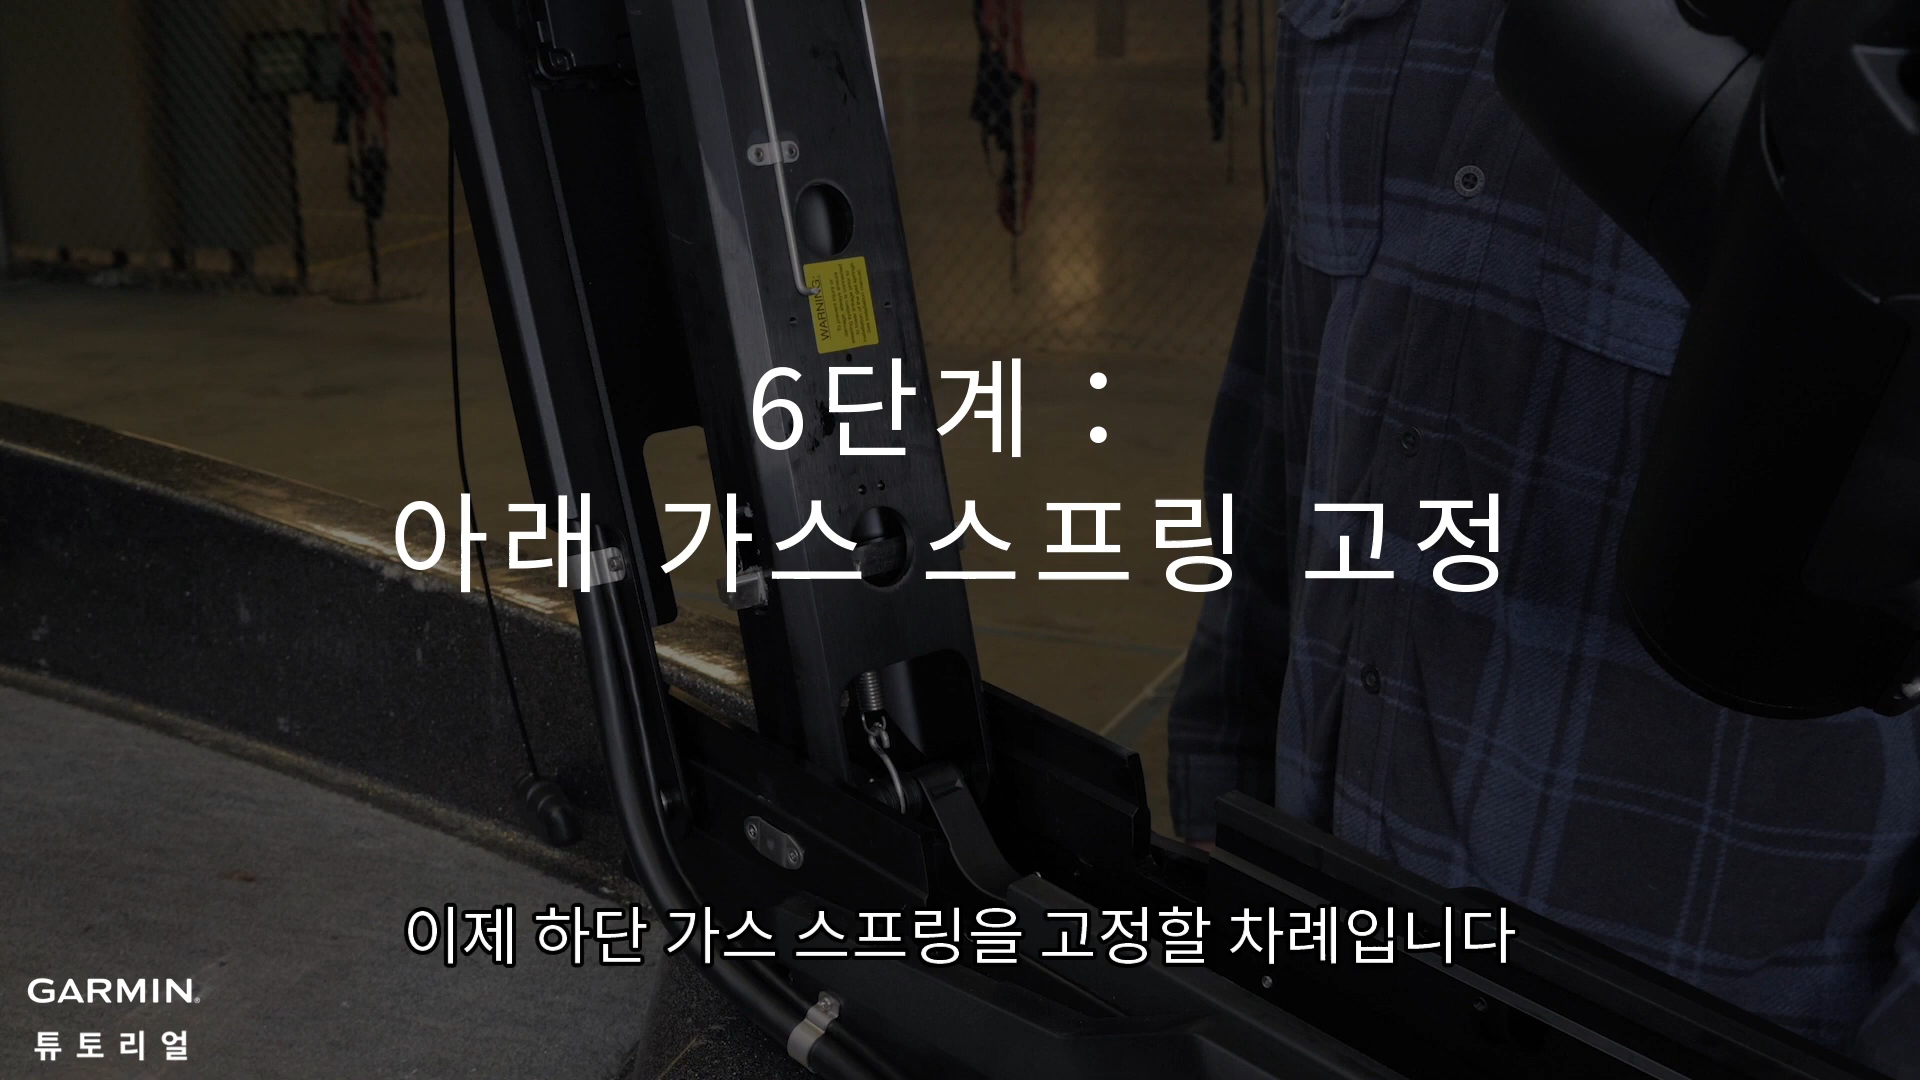 WARNING:
6단계 :
아래 가스 스프링 고정
이제 하단 가스 스프링을 고정할 차례입니다
GARMIN®
튜토리얼